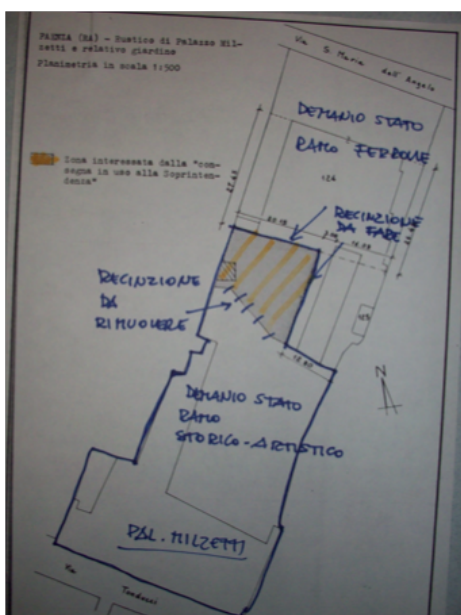 FAENZA (RA) - Rustico di Palazzo Mil-
zetti e relativo giardino
Planimetria in scala 1:500
Via S. Maria dell' Angelo
DEMANIO STATO
RAMO FERROVIE
Zona interessata dalla "con-
segna in uso alla Soprinten-
denza"
RECINZIONE
DA FARE
RECINZIONE
DA
RIMUOVERE
N
DEMANIO STATO
RAMO
STORICO-ARTISTICO
PAL. MILZETTI
Via Tonducci